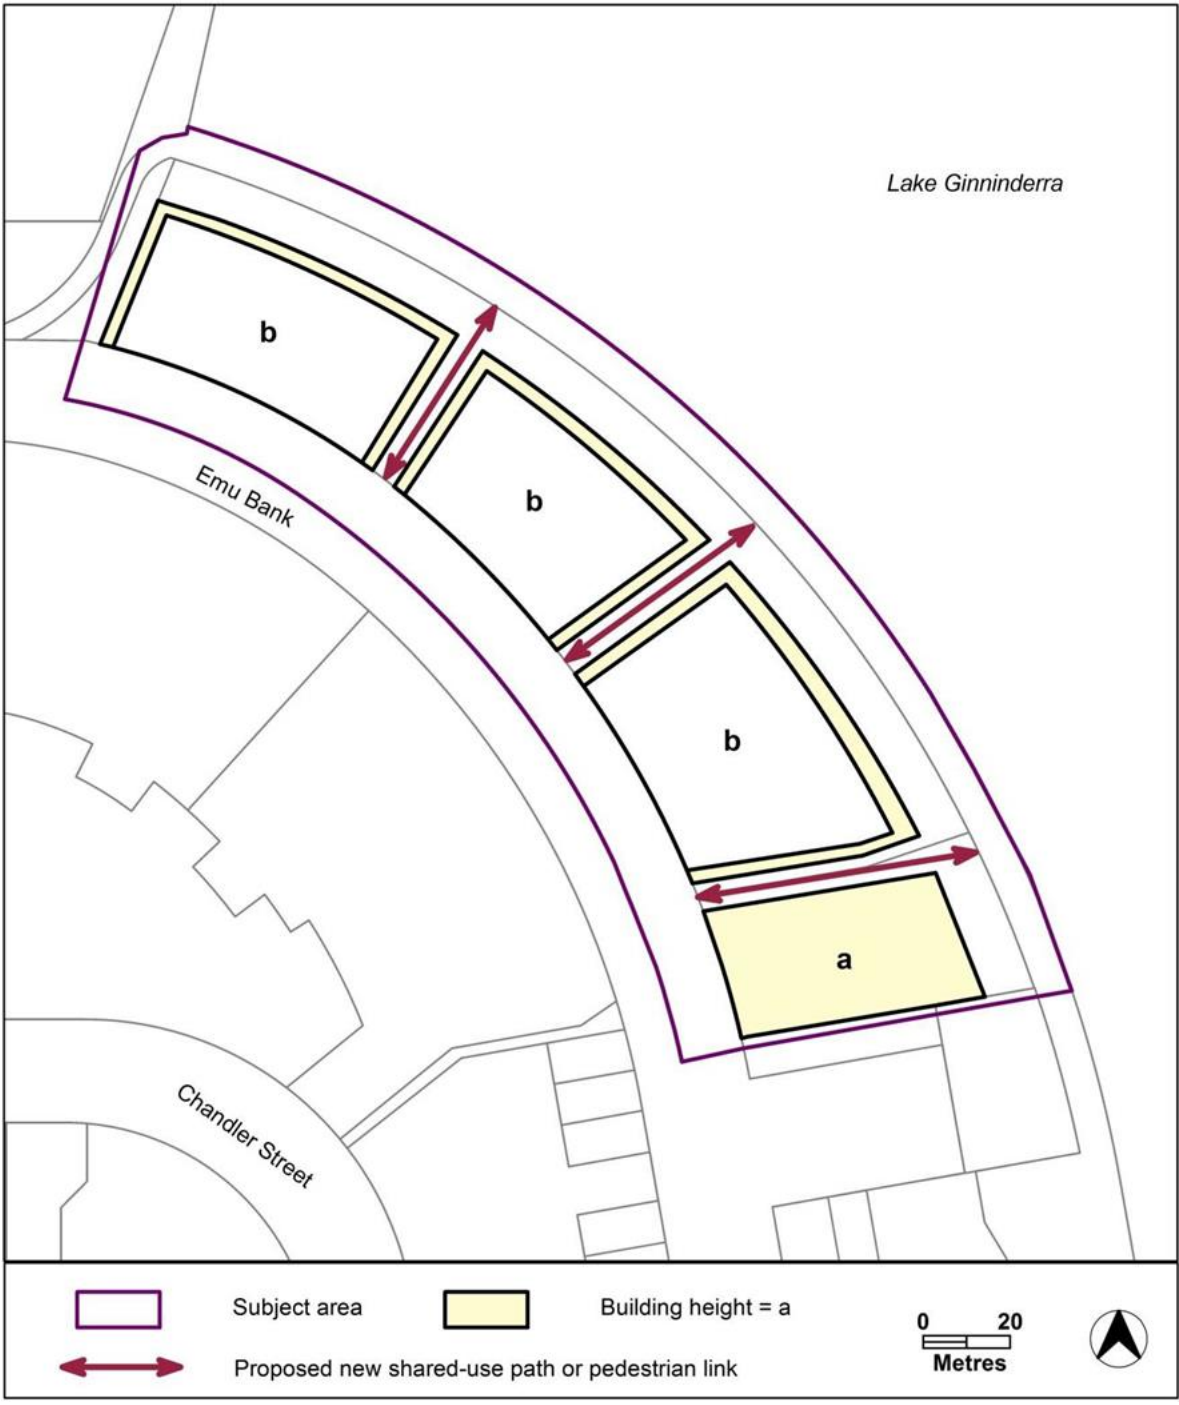 Lake Ginninderra
b
b
Emu Bank
b
a
Chandler Street
Subject area
Building height = a
0 20
Metres
Proposed new shared-use path or pedestrian link